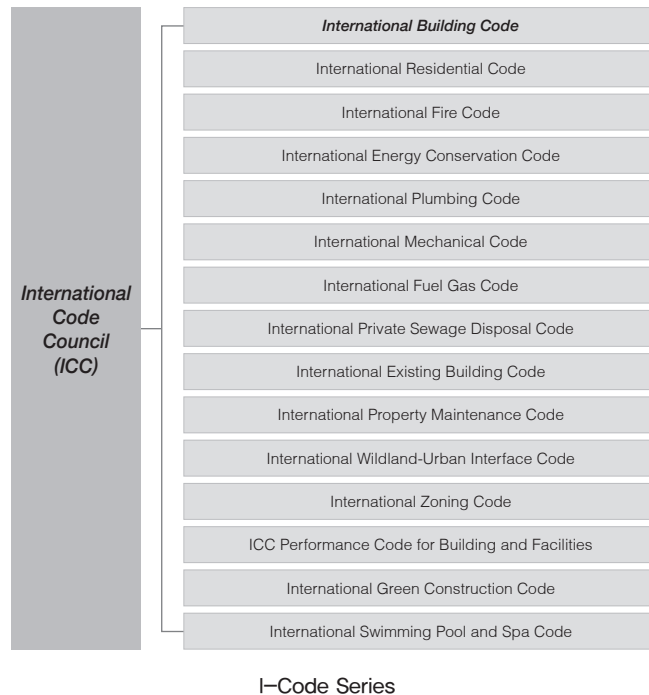 International Building Code
International Residential Code
International Fire Code
International Energy Conservation Code
International Plumbing Code
International Mechanical Code
International
Code
Council
(ICC)
International Fuel Gas Code
International Private Sewage Disposal Code
International Existing Building Code
International Property Maintenance Code
International Wildland-Urban Interface Code
International Zoning Code
ICC Performance Code for Building and Facilities
International Green Construction Code
International Swimming Pool and Spa Code
I–Code Series